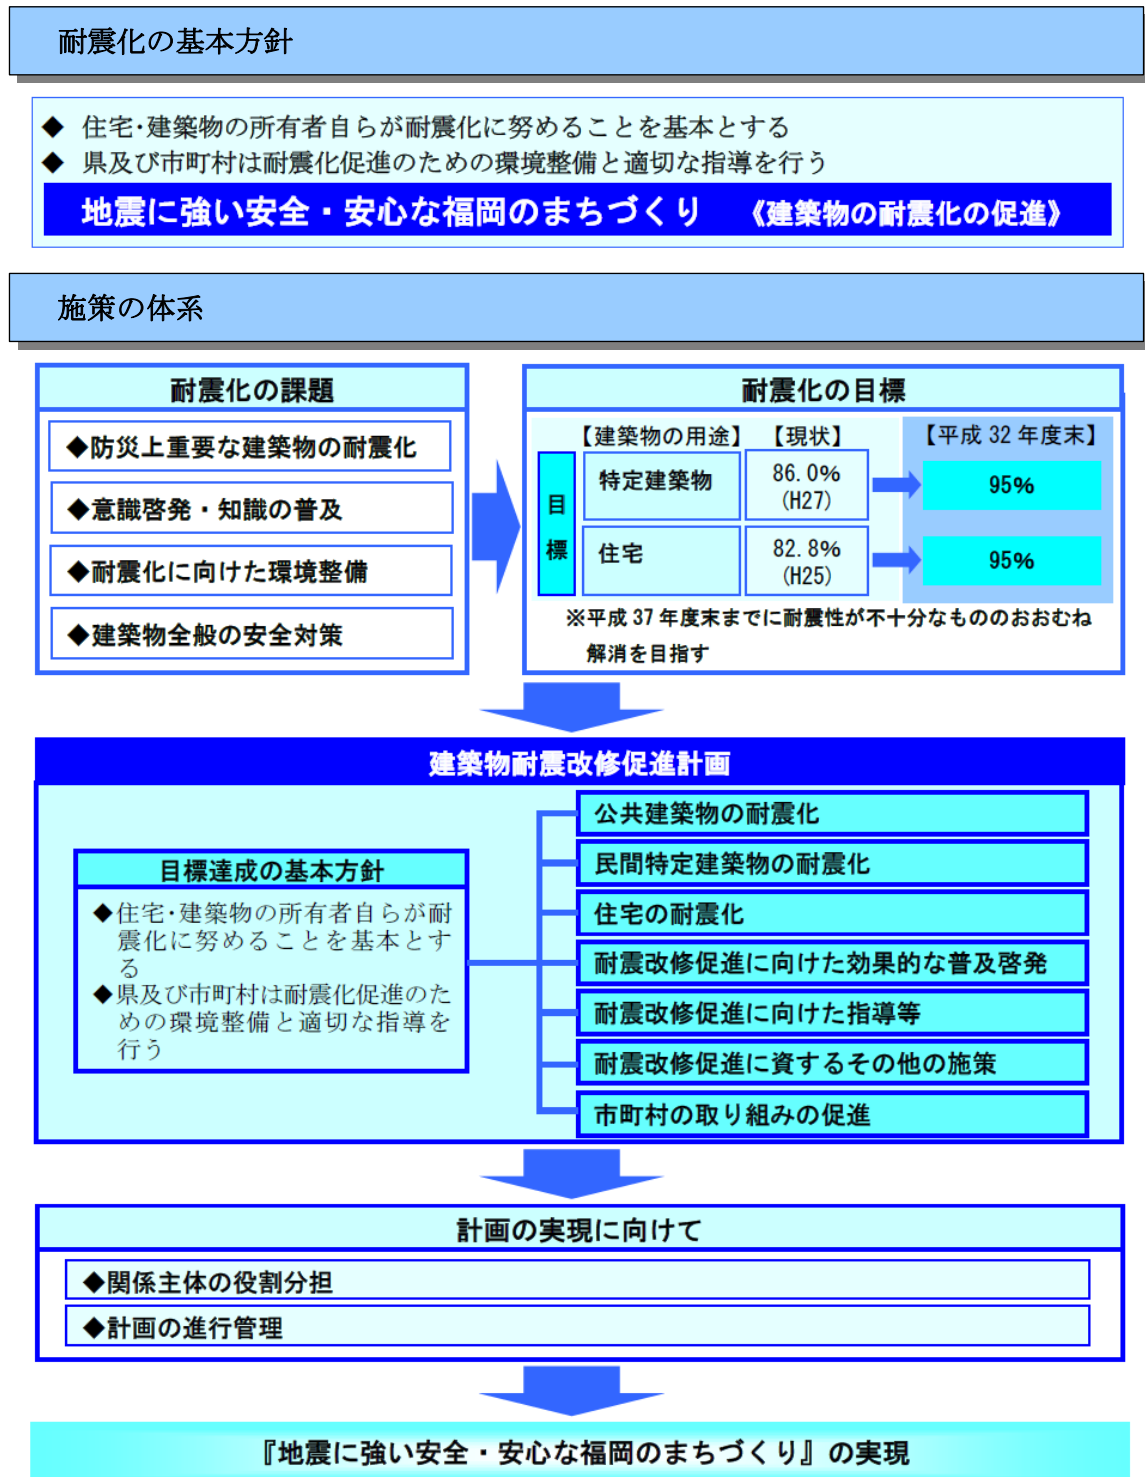 耐震化の基本方針
◆ 住宅・建築物の所有者自らが耐震化に努めることを基本とする
◆ 県及び市町村は耐震化促進のための環境整備と適切な指導を行う
地震に強い安全・安心な福岡のまちづくり 《建築物の耐震化の促進》
施策の体系
耐震化の課題
◆防災上重要な建築物の耐震化
◆意識啓発・知識の普及
◆耐震化に向けた環境整備
◆建築物全般の安全対策
耐震化の目標
【建築物の用途】 【現状】 【平成 32 年度末】
目標
特定建築物 86.0% 95%
(H27)
住宅 82.8% 95%
(H25)
※平成 37 年度末までに耐震性が不十分なもののおおむね
解消を目指す
建築物耐震改修促進計画
目標達成の基本方針
◆住宅・建築物の所有者自らが耐
震化に努めることを基本とす
る
◆県及び市町村は耐震化促進のた
めの環境整備と適切な指導を
行う
公共建築物の耐震化
民間特定建築物の耐震化
住宅の耐震化
耐震改修促進に向けた効果的な普及啓発
耐震改修促進に向けた指導等
耐震改修促進に資するその他の施策
市町村の取り組みの促進
計画の実現に向けて
◆関係主体の役割分担
◆計画の進行管理
『地震に強い安全・安心な福岡のまちづくり』の実現